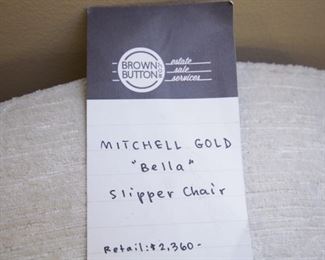 BROWN
BUTTON
estate
sale
services
MITCHELL GOLD
"Bella"
Slipper Chair
Retail: $2,360-